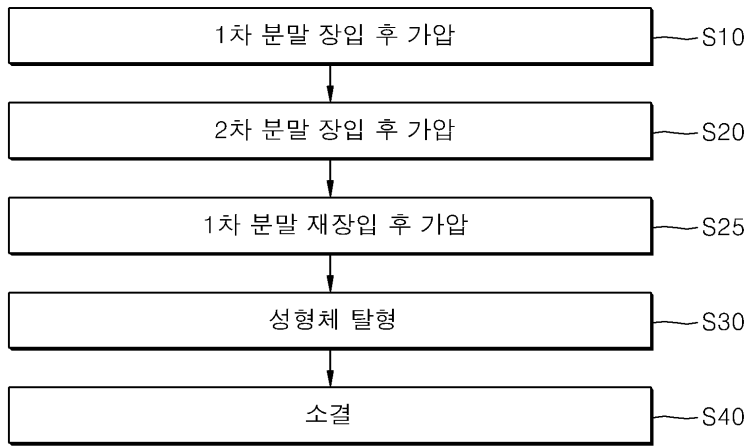 1차 분말 장입 후 가압 S10
2차 분말 장입 후 가압 S20
1차 분말 재장입 후 가압 S25
성형체 탈형 S30
소결 S40